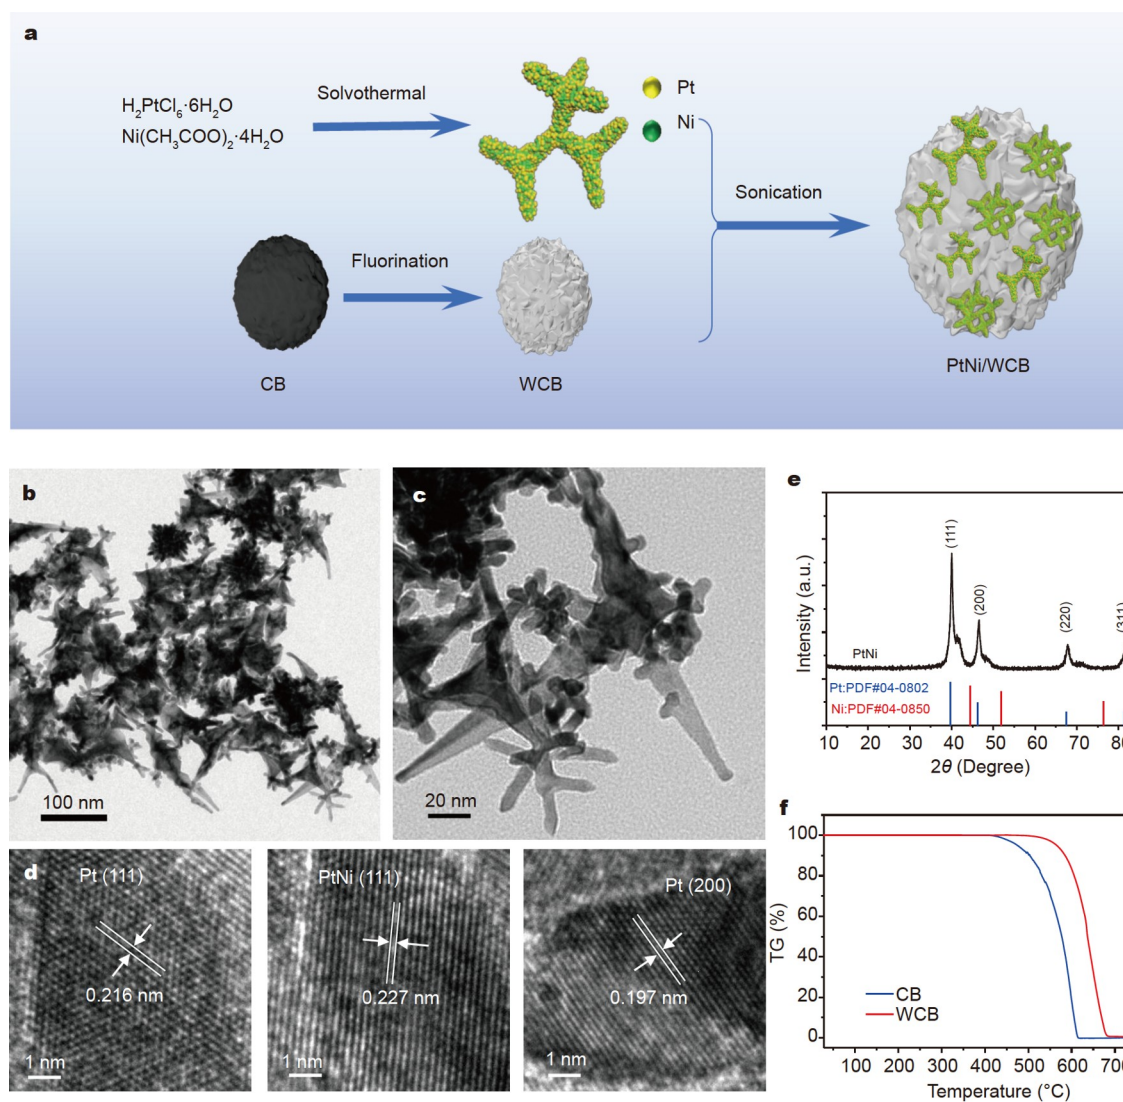 a
H₂PtCl₆·6H₂O
Ni(CH₃COO)₂·4H₂O
Solvothermal
Pt
Ni
Sonication
Fluorination
CB
WCB
PtNi/WCB
b
100 nm
c
20 nm
d
Pt (111)
0.216 nm
1 nm
PtNi (111)
0.227 nm
1 nm
Pt (200)
0.197 nm
1 nm
e
Intensity (a.u.)
(111)
(200)
(220)
(311)
PtNi
Pt:PDF#04-0802
Ni:PDF#04-0850
10 20 30 40 50 60 70 80
2θ (Degree)
f
TG (%)
100
80
60
40
20
0
CB
WCB
100 200 300 400 500 600 700
Temperature (°C)